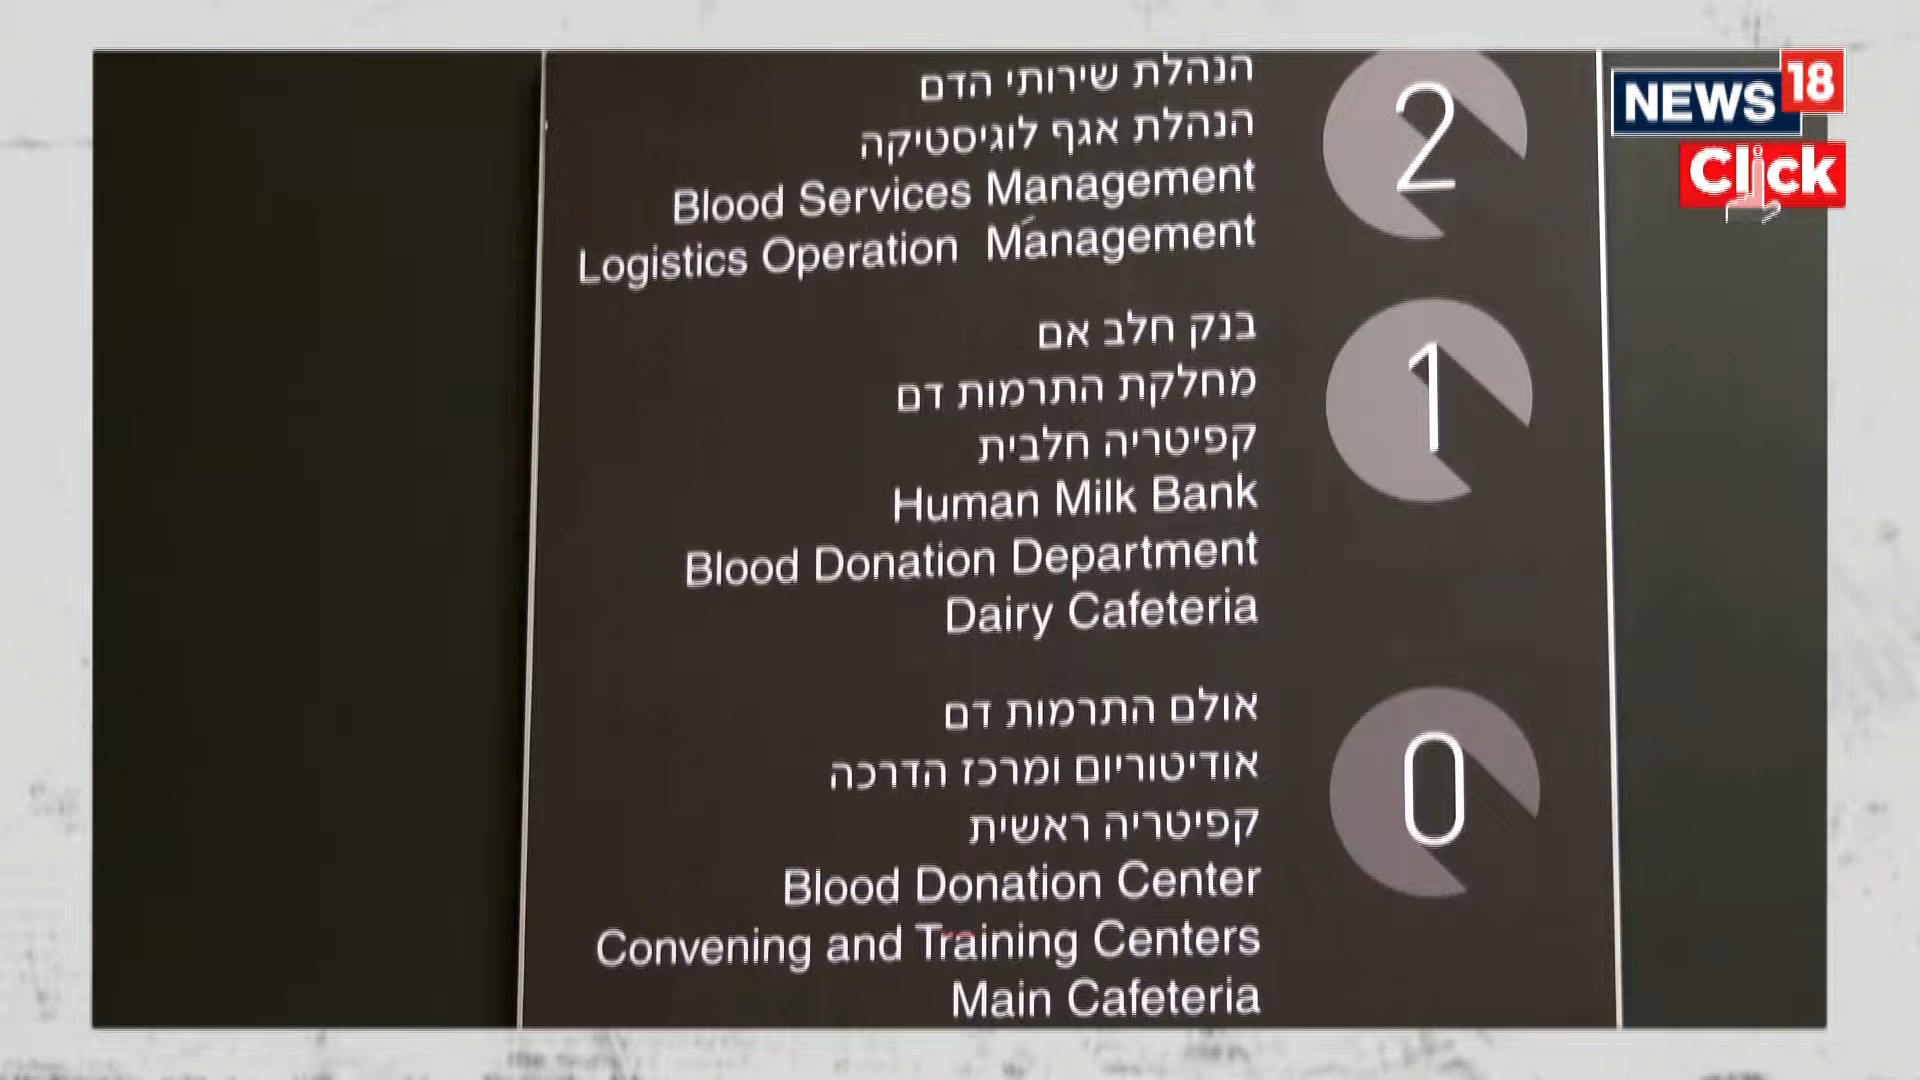 הנהלת שירותי הדם
הנהלת אגף לוגיסטיקה
Blood Services Management
Logistics Operation Management
2
בנק חלב אם
מחלקת התרמות דם
קפיטריה חלבית
Human Milk Bank
Blood Donation Department
Dairy Cafeteria
1
אולם התרמות דם
אודיטוריום ומרכז הדרכה
קפיטריה ראשית
Blood Donation Center
Convening and Training Centers
Main Cafeteria
0
NEWS 18
Click